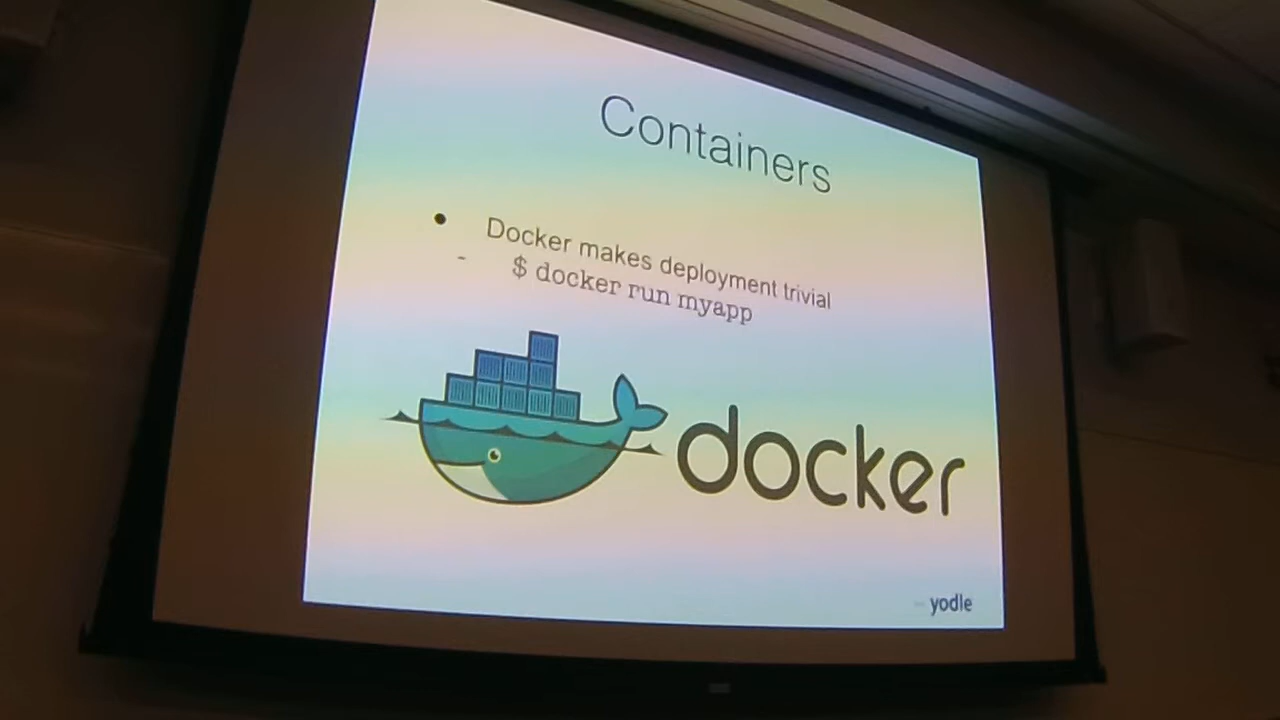 Containers
Docker makes deployment trivial
- $ docker run myapp
docker
yodle